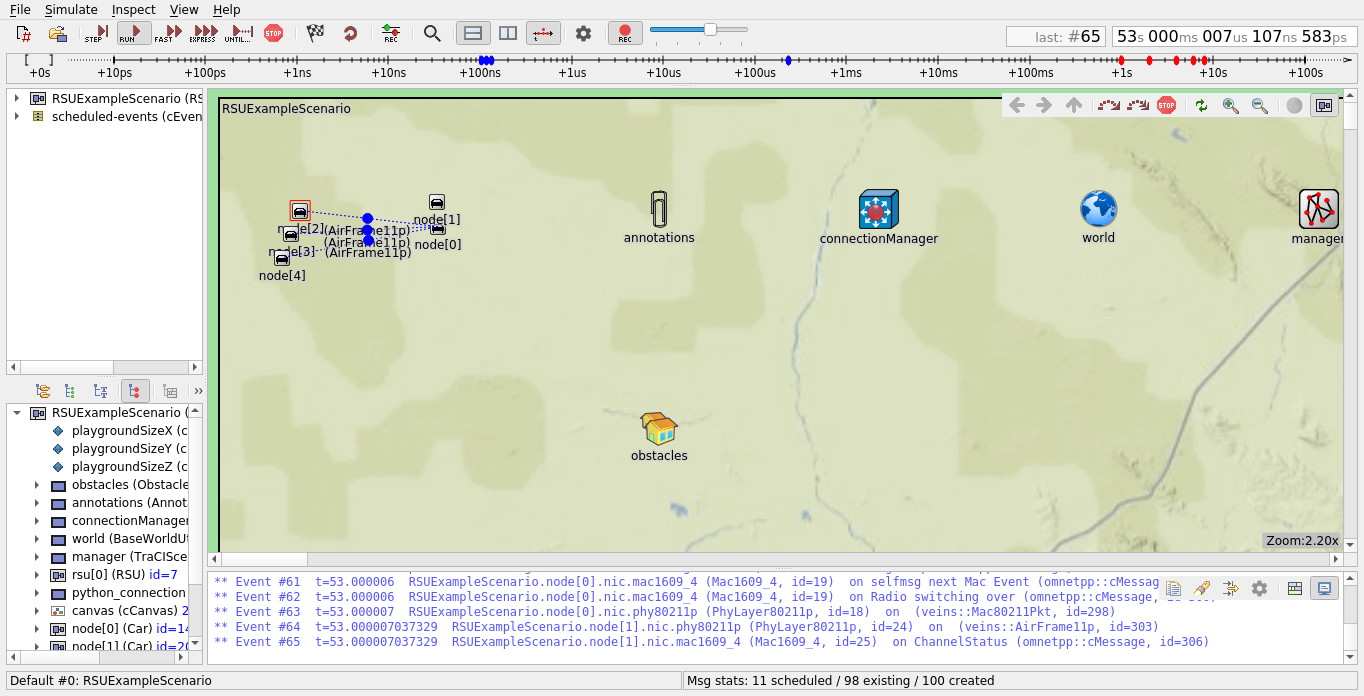 File Simulate Inspect View Help
STEP RUN FAST EXPRESS UNTIL... STOP REC REC last: #65 53s 000ms 007us 107ns 583ps
+0s +10ps +100ps +1ns +10ns +100ns +1us +10us +100us +1ms +10ms +100ms +1s +10s +100s
RSUExampleScenario (RS
scheduled-events (cEven
RSUExampleScenario
STOP
node[1]
node[2] (AirFrame11p)
node[0]
(AirFrame11p)
node[3] (AirFrame11p)
node[4]
annotations
connectionManager
world
manager
obstacles
Zoom:2.20x
RSUExampleScenario (
playgroundSizeX (c
playgroundSizeY (c
playgroundSizeZ (c
obstacles (Obstacle
annotations (Annot
connectionManager
world (BaseWorldUt
manager (TraCISce
rsu[0] (RSU) id=7
python_connection
canvas (cCanvas) 2
node[0] (Car) id=14
node[1] (Car) id=20
** Event #61 t=53.000006 RSUExampleScenario.node[0].nic.mac1609_4 (Mac1609_4, id=19) on selfmsg next Mac Event (omnetpp::cMessag
** Event #62 t=53.000006 RSUExampleScenario.node[0].nic.mac1609_4 (Mac1609_4, id=19) on Radio switching over (omnetpp::cMessage,
** Event #63 t=53.000007 RSUExampleScenario.node[0].nic.phy80211p (PhyLayer80211p, id=18) on (veins::Mac80211Pkt, id=298)
** Event #64 t=53.000007037329 RSUExampleScenario.node[1].nic.phy80211p (PhyLayer80211p, id=24) on (veins::AirFrame11p, id=303)
** Event #65 t=53.000007037329 RSUExampleScenario.node[1].nic.mac1609_4 (Mac1609_4, id=25) on ChannelStatus (omnetpp::cMessage, id=306)
Default #0: RSUExampleScenario
Msg stats: 11 scheduled / 98 existing / 100 created